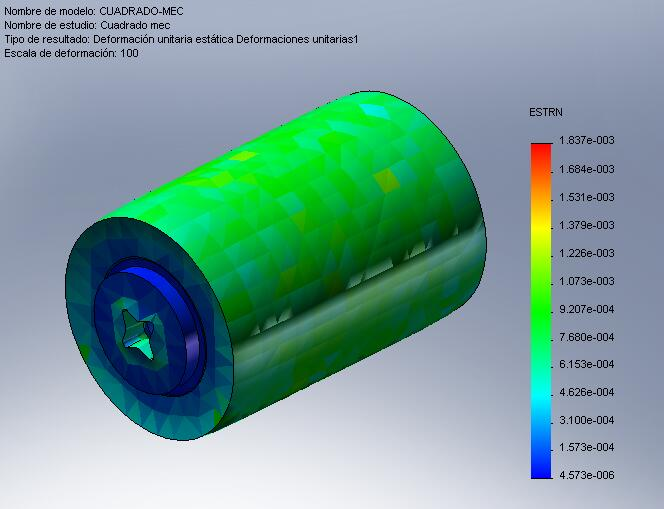 Nombre de modelo: CUADRADO-MEC
Nombre de estudio: Cuadrado mec
Tipo de resultado: Deformación unitaria estática Deformaciones unitarias1
Escala de deformación: 100
ESTRN
1.837e-003
1.684e-003
1.531e-003
1.379e-003
1.226e-003
1.073e-003
9.207e-004
7.680e-004
6.153e-004
4.626e-004
3.100e-004
1.573e-004
4.573e-006